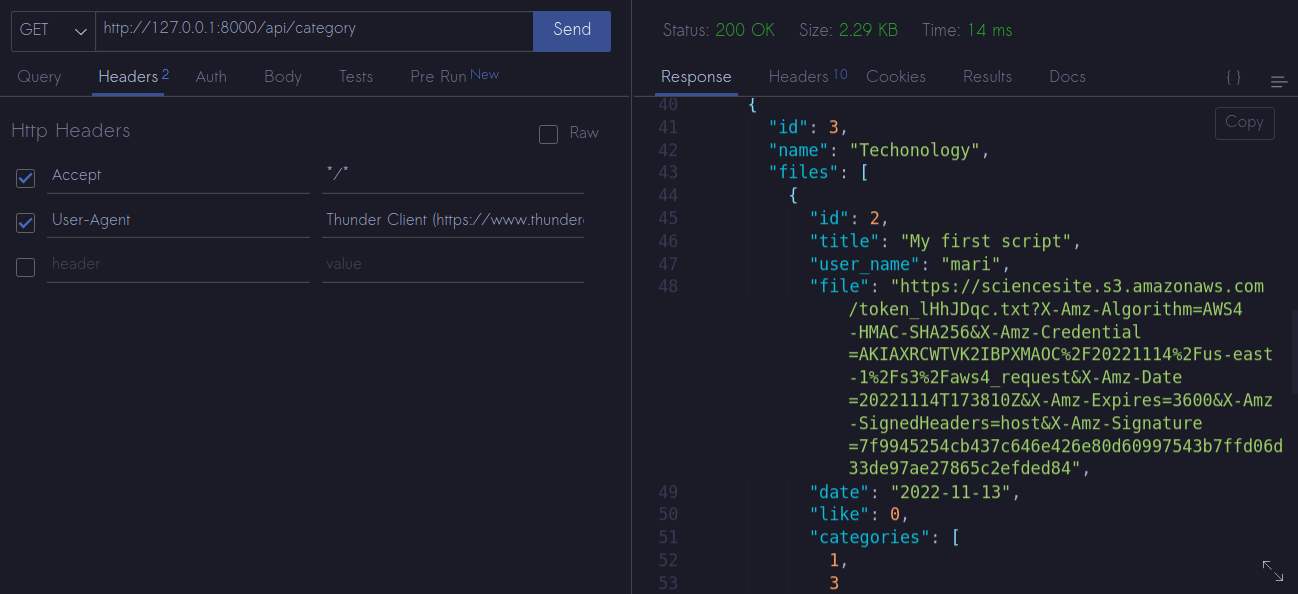 GET http://127.0.0.1:8000/api/category Send
Query Headers 2 Auth Body Tests Pre Run New
Http Headers Raw
Accept */*
User-Agent Thunder Client (https://www.thunder
header value
Status: 200 OK Size: 2.29 KB Time: 14 ms
Response Headers 10 Cookies Results Docs { }
Copy
40 {
41 "id": 3,
42 "name": "Techonology",
43 "files": [
44 {
45 "id": 2,
46 "title": "My first script",
47 "user_name": "mari",
48 "file": "https://sciencesite.s3.amazonaws.com
/token_lHhJDqc.txt?X-Amz-Algorithm=AWS4
-HMAC-SHA256&X-Amz-Credential
=AKIAXRCWTVK2IBPXMAOC%2F20221114%2Fus-east
-1%2Fs3%2Faws4_request&X-Amz-Date
=20221114T173810Z&X-Amz-Expires=3600&X-Amz
-SignedHeaders=host&X-Amz-Signature
=7f9945254cb437c646e426e80d60997543b7ffd06d
33de97ae27865c2efded84",
49 "date": "2022-11-13",
50 "like": 0,
51 "categories": [
52 1,
53 3